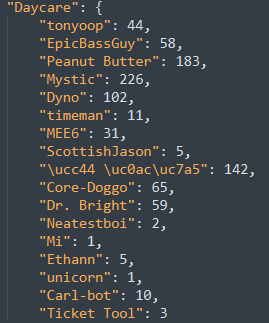 "Daycare": {
"tonyoop": 44,
"EpicBassGuy": 58,
"Peanut Butter": 183,
"Mystic": 226,
"Dyno": 102,
"timeman": 11,
"MEE6": 31,
"ScottishJason": 5,
"\ucc44 \uc0ac\uc7a5": 142,
"Core-Doggo": 65,
"Dr. Bright": 59,
"Neatestboi": 2,
"Mi": 1,
"Ethann": 5,
"unicorn": 1,
"Carl-bot": 10,
"Ticket Tool": 3